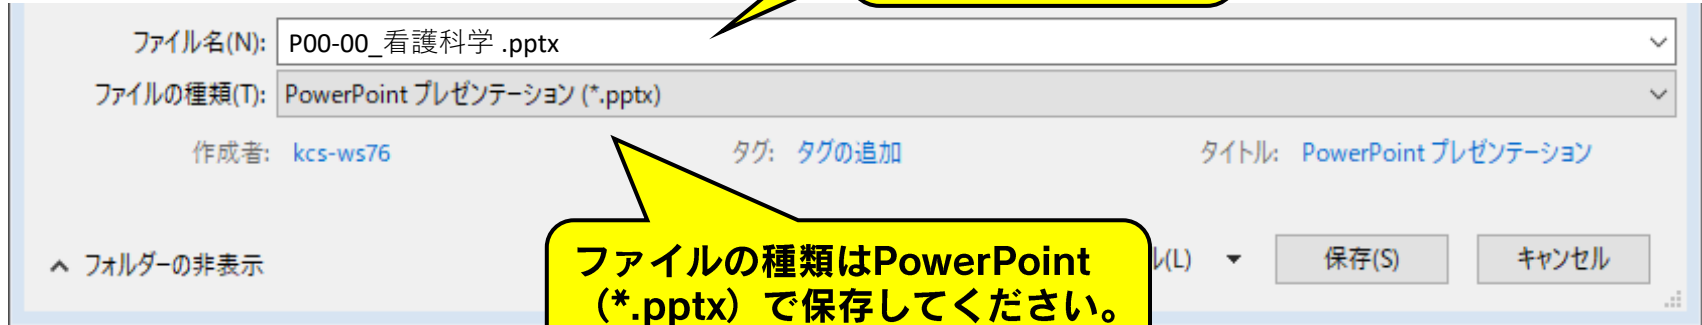 ファイル名(N): P00-00_看護科学 .pptx
ファイルの種類(T): PowerPoint プレゼンテーション (*.pptx)
作成者: kcs-ws76 タグ: タグの追加 タイトル: PowerPoint プレゼンテーション
フォルダーの非表示 ル(L) 保存(S) キャンセル
ファイルの種類はPowerPoint
（*.pptx）で保存してください。